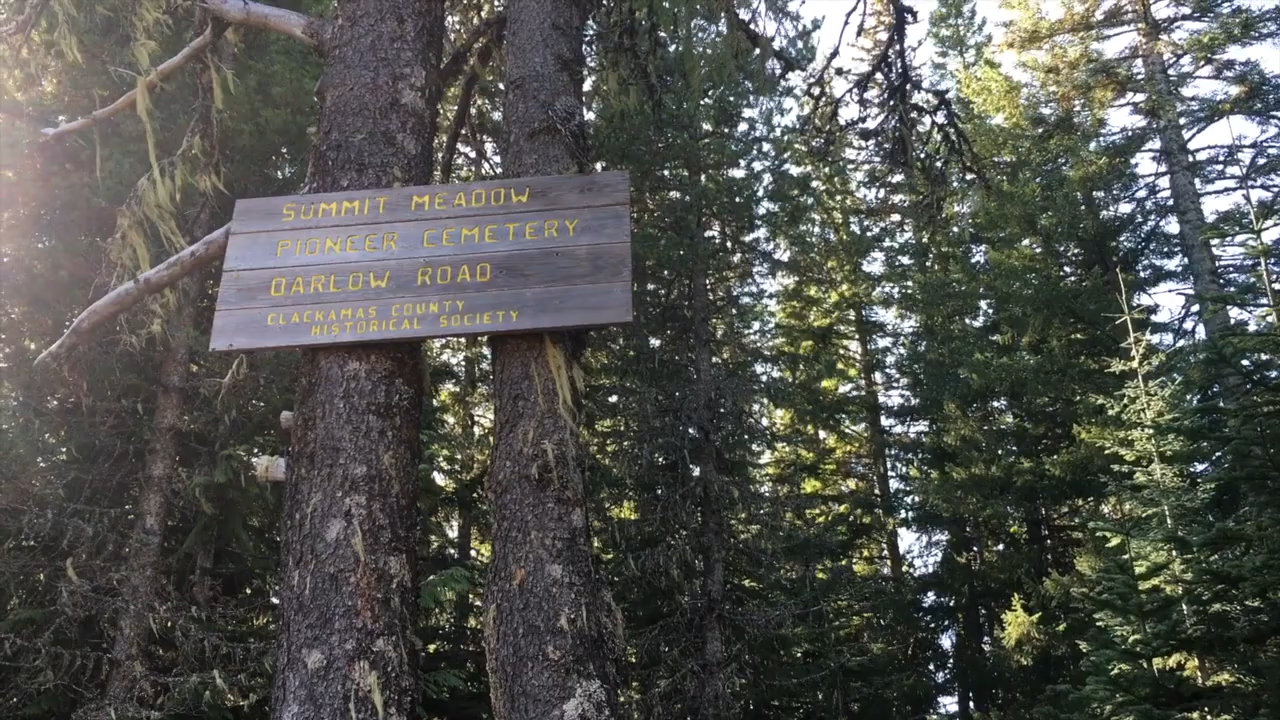 SUMMIT MEADOW
PIONEER CEMETERY
BARLOW ROAD
CLACKAMAS COUNTY
HISTORICAL SOCIETY